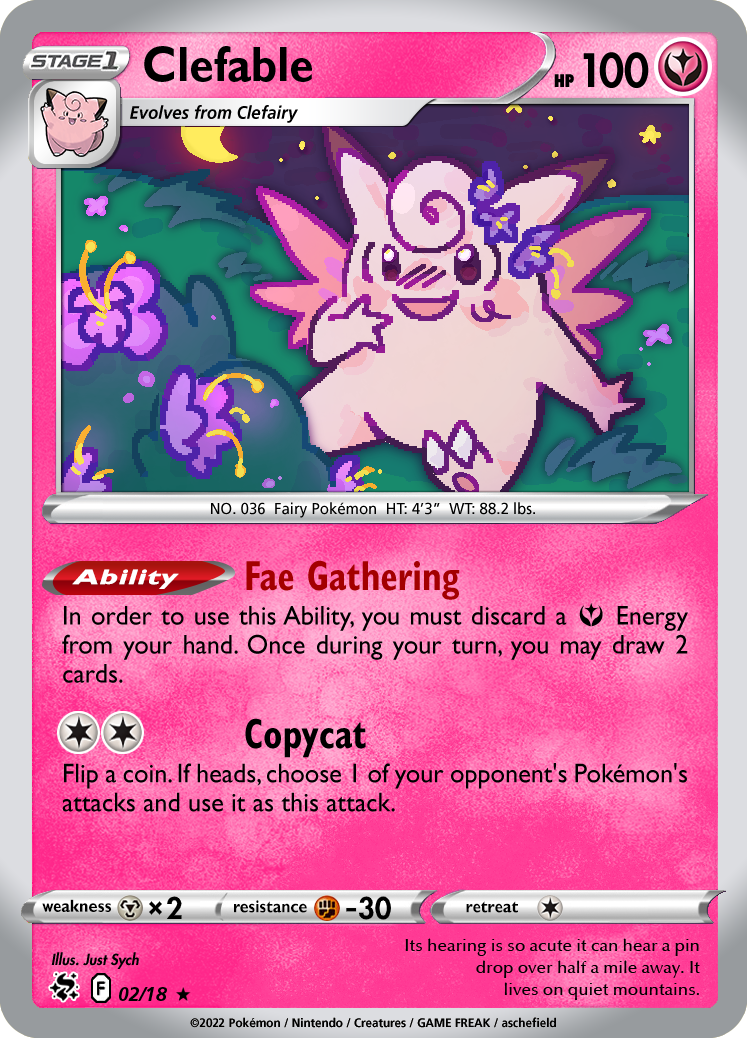 STAGE1
Clefable
HP 100
Evolves from Clefairy
NO. 036 Fairy Pokémon HT: 4'3" WT: 88.2 lbs.
Ability Fae Gathering
In order to use this Ability, you must discard a Energy
from your hand. Once during your turn, you may draw 2
cards.
Copycat
Flip a coin. If heads, choose 1 of your opponent's Pokémon's
attacks and use it as this attack.
weakness ×2 resistance -30 retreat
Illus. Just Sych
Its hearing is so acute it can hear a pin
drop over half a mile away. It
lives on quiet mountains.
F 02/18 ★
©2022 Pokémon / Nintendo / Creatures / GAME FREAK / aschefield